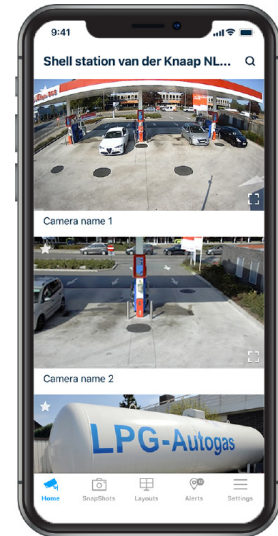 9:41
Shell station van der Knaap NL...
Camera name 1
Camera name 2
LPG-Autogas
Home
SnapShots
Layouts
Alerts
Settings